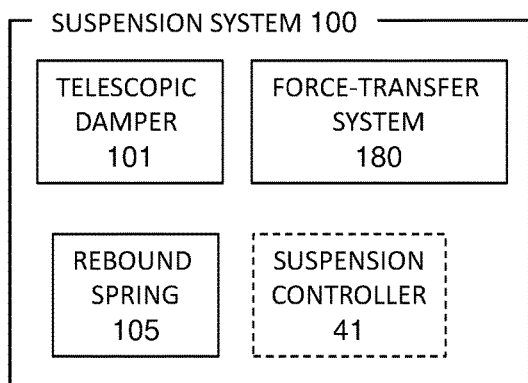 SUSPENSION SYSTEM 100
TELESCOPIC
DAMPER
101
FORCE-TRANSFER
SYSTEM
180
REBOUND
SPRING
105
SUSPENSION
CONTROLLER
41